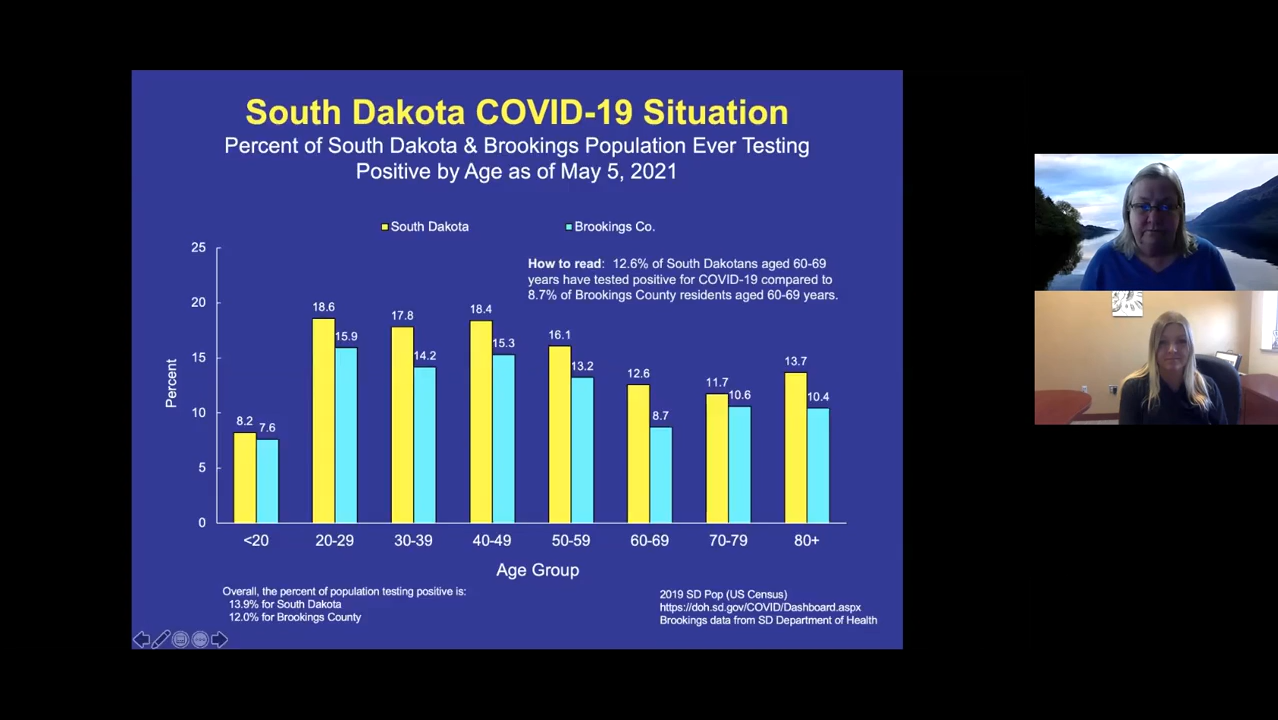 South Dakota COVID-19 Situation
Percent of South Dakota & Brookings Population Ever Testing
Positive by Age as of May 5, 2021
South Dakota
Brookings Co.
How to read: 12.6% of South Dakotans aged 60-69
years have tested positive for COVID-19 compared to
8.7% of Brookings County residents aged 60-69 years.
Percent
25
20
15
10
5
0
8.2
7.6
18.6
15.9
17.8
14.2
18.4
15.3
16.1
13.2
12.6
8.7
11.7
10.6
13.7
10.4
<20
20-29
30-39
40-49
50-59
60-69
70-79
80+
Age Group
Overall, the percent of population testing positive is:
13.9% for South Dakota
12.0% for Brookings County
2019 SD Pop (US Census)
https://doh.sd.gov/COVID/Dashboard.aspx
Brookings data from SD Department of Health